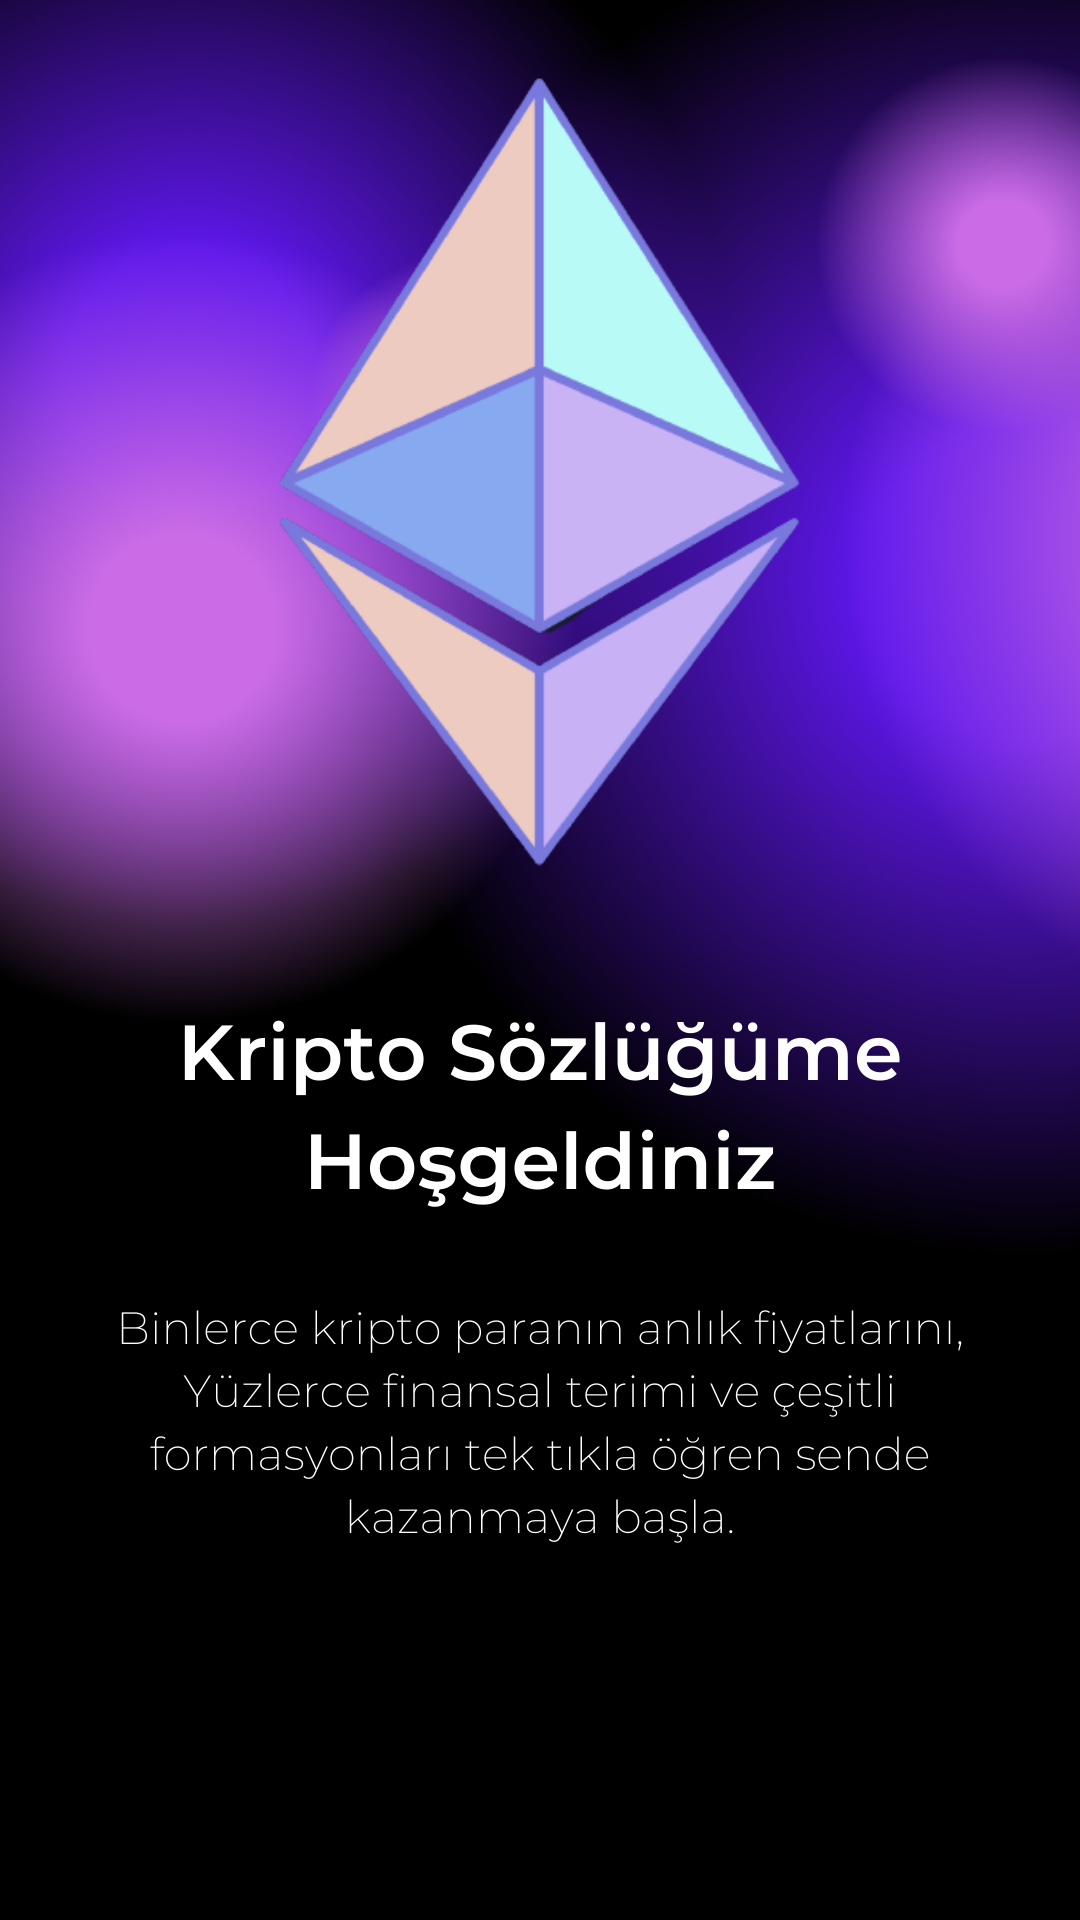 Kripto Sözlüğüme
Hoşgeldiniz
Binlerce kripto paranın anlık fiyatlarını,
Yüzlerce finansal terimi ve çeşitli
formasyonları tek tıkla öğren sende
kazanmaya başla.